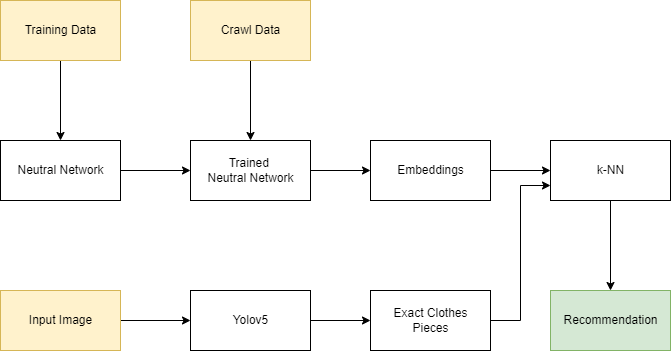 Training Data
Crawl Data
Neutral Network
Trained
Neutral Network
Embeddings
k-NN
Input Image
Yolov5
Exact Clothes
Pieces
Recommendation